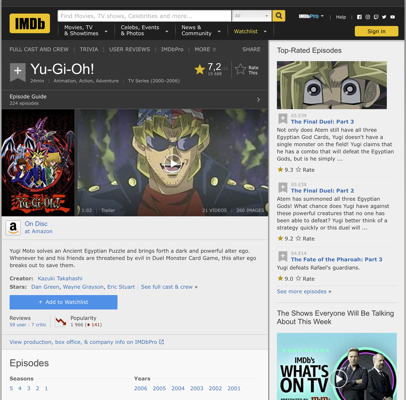 IMDb
Find Movies, TV shows, Celebrities and more...
All
IMDbPro
Help
Movies, TV
& Showtimes
Celebs, Events
& Photos
News &
Community
Watchlist
Sign in
FULL CAST AND CREW | TRIVIA | USER REVIEWS | IMDbPro | MORE
SHARE
Yu-Gi-Oh!
24min | Animation, Action, Adventure | TV Series (2000–2006)
7,2
Rate
This
Episode Guide
224 episodes
Yu-Gi-Oh!
1:02 | Trailer
21 VIDEOS | 260 IMAGES
On Disc
at Amazon
Yugi Moto solves an Ancient Egyptian Puzzle and brings forth a dark and powerful alter ego.
Whenever he and his friends are threatened by evil in Duel Monster Card Game, this alter ego
breaks out to save them.
Creator: Kazuki Takahashi
Stars: Dan Green, Wayne Grayson, Eric Stuart | See full cast & crew »
+ Add to Watchlist
Reviews
59 user | 7 critic
Popularity
1 966 ( 141)
View production, box office, & company info on IMDbPro
Episodes
Seasons
5 4 3 2 1
Years
2006 2005 2004 2003 2002 2001
Top-Rated Episodes
S5.E39
The Final Duel: Part 3
Not only does Atem still have all three
Egyptian God Cards, Yugi doesn't have a
single monster on the field! Yugi claims that
he has a combo that will defeat the Egyptian
Gods, but is he simply ...
9.3 Rate
S5.E38
The Final Duel: Part 2
Atem has summoned all three Egyptian
Gods! What chance does Yugi have against
these powerful creatures that no one has
been able to defeat? Yugi better think of a
strategy quickly or this duel will ...
9.2 Rate
The Fate of the Pharoah: Part 3
Yugi defeats Rafael's guardians.
9.0 Rate
See more episodes »
The Shows Everyone Will Be Talking
About This Week
IMDb's
WHAT'S
ON TV